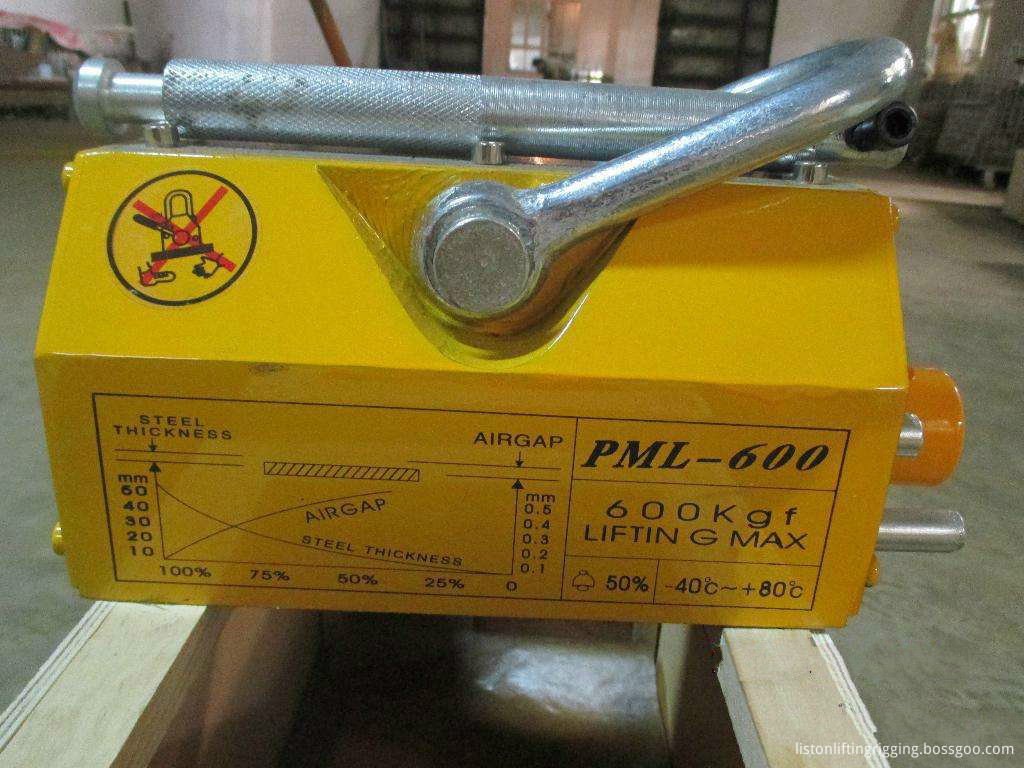 STEEL
THICKNESS
AIRGAP
mm
50
40
30
20
10
AIRGAP
STEEL THICKNESS
mm
0.5
0.4
0.3
0.2
0.1
100% 75% 50% 25% 0
PML-600
600Kgf
LIFTIN G MAX
50% -40℃~+80℃
listonliftingrigging.bossgoo.com